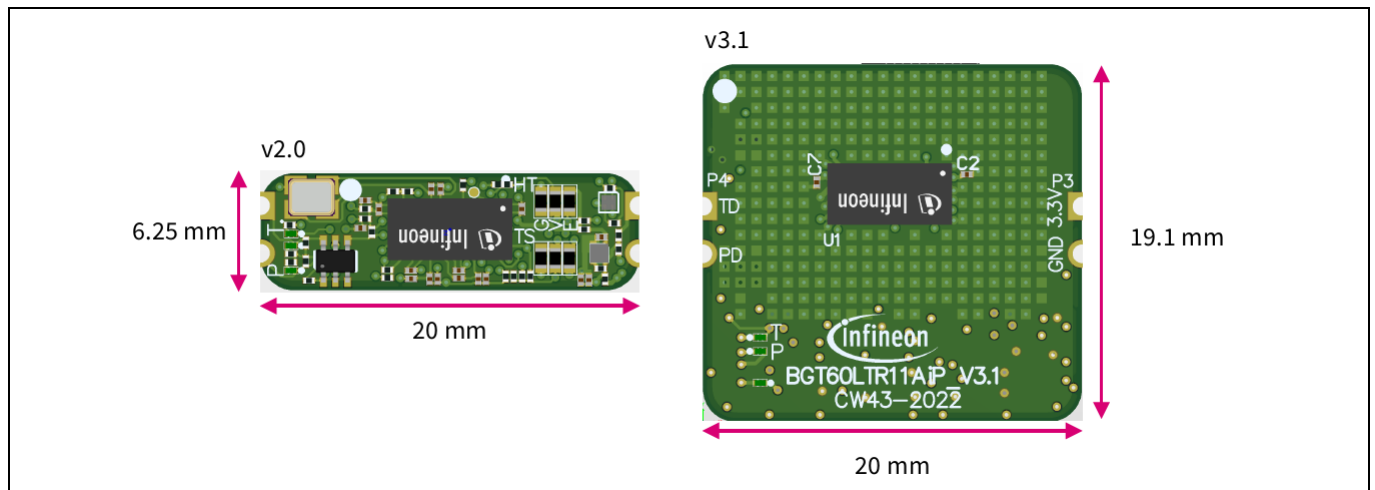 v2.0
6.25 mm
20 mm
HT
T
P
TS
G
V
E
infineon
v3.1
C7
C2
P4
P3
TD
3.3V
infineon
U1
PD
GND
19.1 mm
T
P
infineon
BGT60LTR11AiP_V3.1
CW43-2022
20 mm